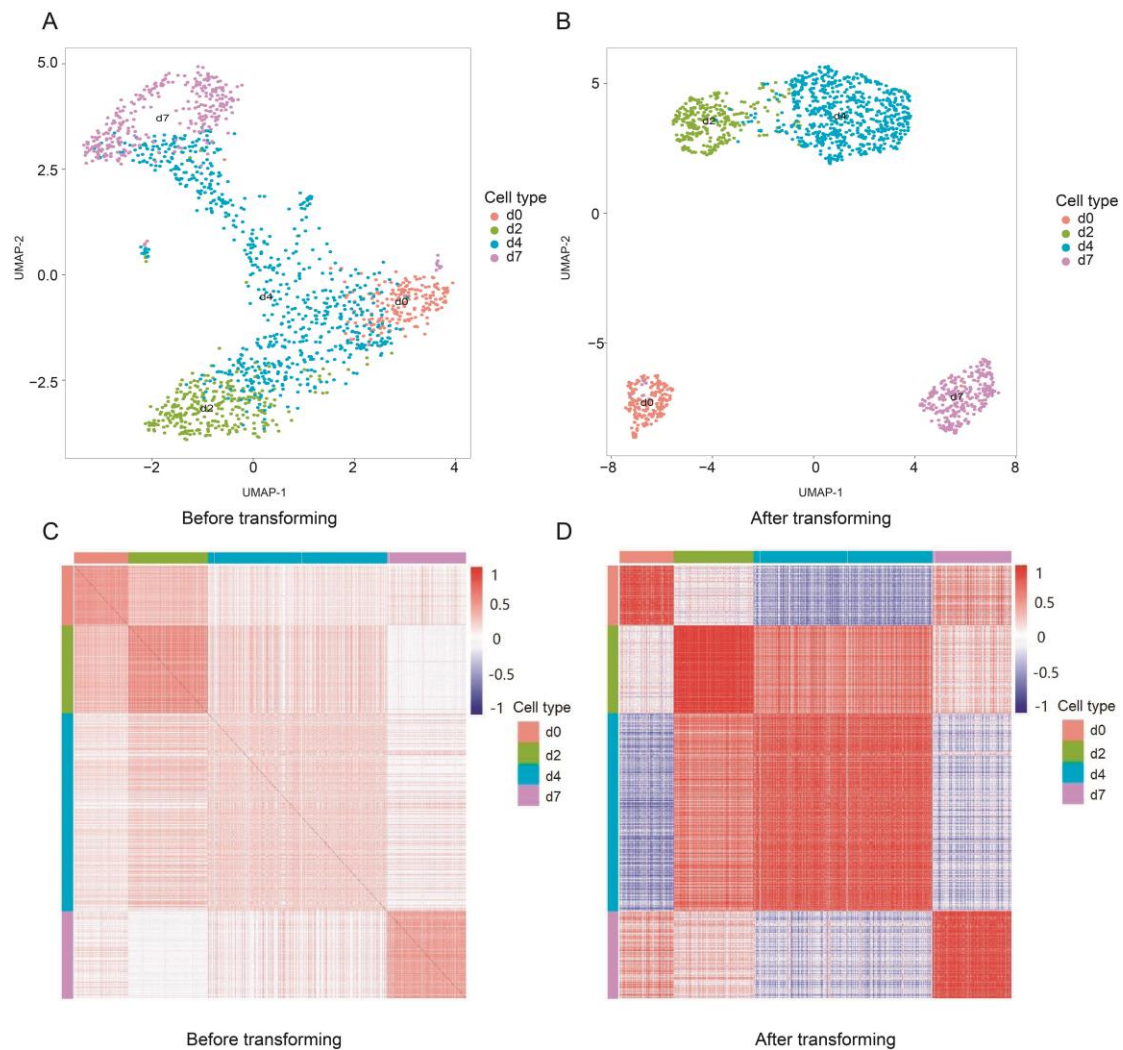 A
B
5.0
2.5
0.0
−2.5
UMAP-2
d7
d4
d0
d2
−2
0
2
4
UMAP-1
Cell type
d0
d2
d4
d7
Before transforming
5
0
−5
UMAP-2
d2
d4
d0
d7
−8
−4
0
4
8
UMAP-1
Cell type
d0
d2
d4
d7
After transforming
C
D
1
0.5
0
-0.5
-1
Cell type
d0
d2
d4
d7
Before transforming
1
0.5
0
-0.5
-1
Cell type
d0
d2
d4
d7
After transforming